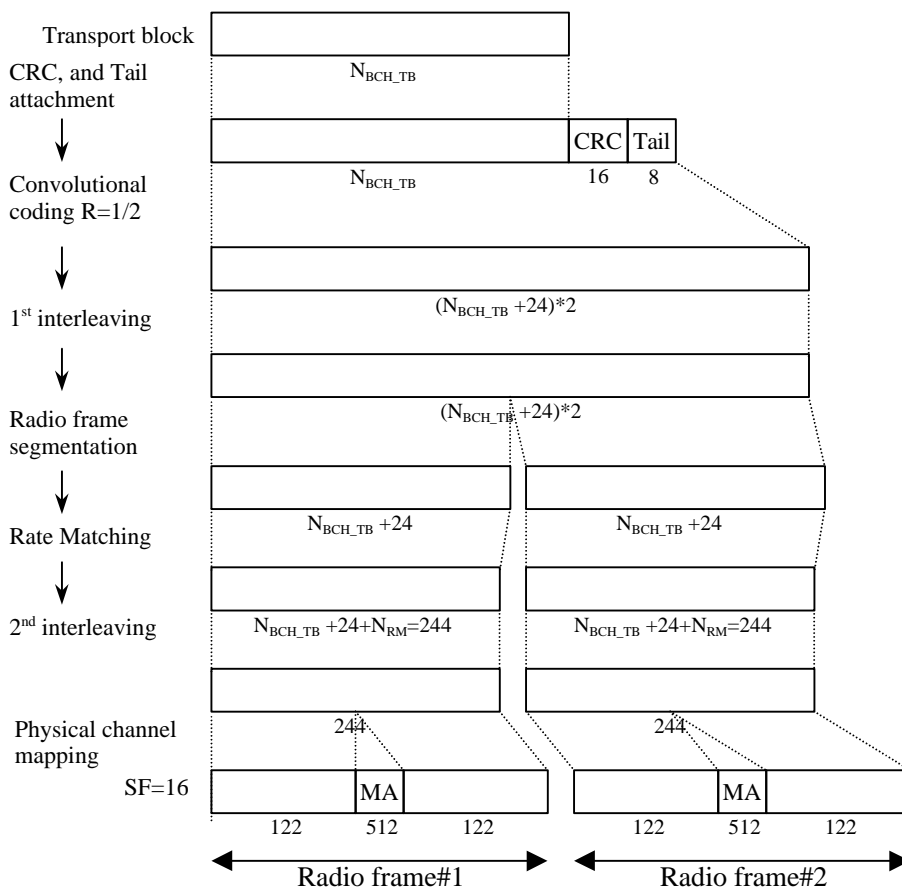 Transport block
N_BCH_TB
CRC, and Tail
attachment
CRC Tail
N_BCH_TB 16 8
Convolutional
coding R=1/2
(N_BCH_TB +24)*2
1st interleaving
(N_BCH_TB +24)*2
Radio frame
segmentation
N_BCH_TB +24 N_BCH_TB +24
Rate Matching
N_BCH_TB +24+N_RM=244 N_BCH_TB +24+N_RM=244
2nd interleaving
244 244
Physical channel
mapping
SF=16 MA MA
122 512 122 122 512 122
Radio frame#1 Radio frame#2